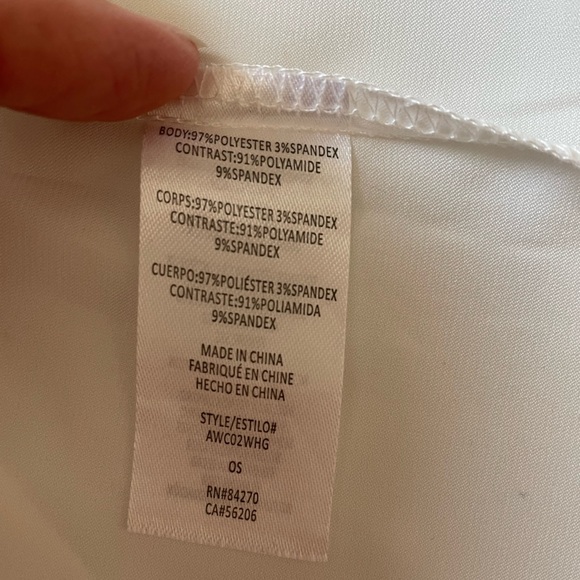 BODY:97%POLYESTER 3%SPANDEX
CONTRAST:91%POLYAMIDE
9%SPANDEX
CORPS:97%POLYESTER 3%SPANDEX
CONTRASTE:91%POLYAMIDE
9%SPANDEX
CUERPO:97%POLIÉSTER 3%SPANDEX
CONTRASTE:91%POLIAMIDA
9%SPANDEX
MADE IN CHINA
FABRIQUÉ EN CHINE
HECHO EN CHINA
STYLE/ESTILO#
AWC02WHG
OS
RN#84270
CA#56206